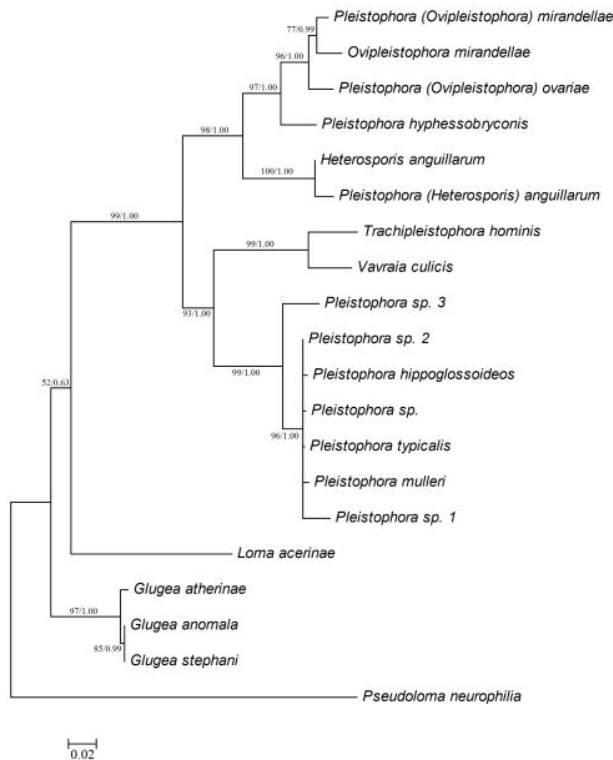 Pleistophora (Ovipleistophora) mirandellae
77/0.99
Ovipleistophora mirandellae
96/1.00
Pleistophora (Ovipleistophora) ovariae
97/1.00
Pleistophora hyphessobryconis
98/1.00
Heterosporis anguillarum
100/1.00
Pleistophora (Heterosporis) anguillarum
99/1.00
Trachipleistophora hominis
99/1.00
Vavraia culicis
93/1.00
Pleistophora sp. 3
Pleistophora sp. 2
99/1.00
Pleistophora hippoglossoideos
52/0.63
Pleistophora sp.
96/1.00
Pleistophora typicalis
Pleistophora mulleri
Pleistophora sp. 1
Loma acerinae
Glugea atherinae
97/1.00
Glugea anomala
85/0.99
Glugea stephani
Pseudoloma neurophilia
0.02